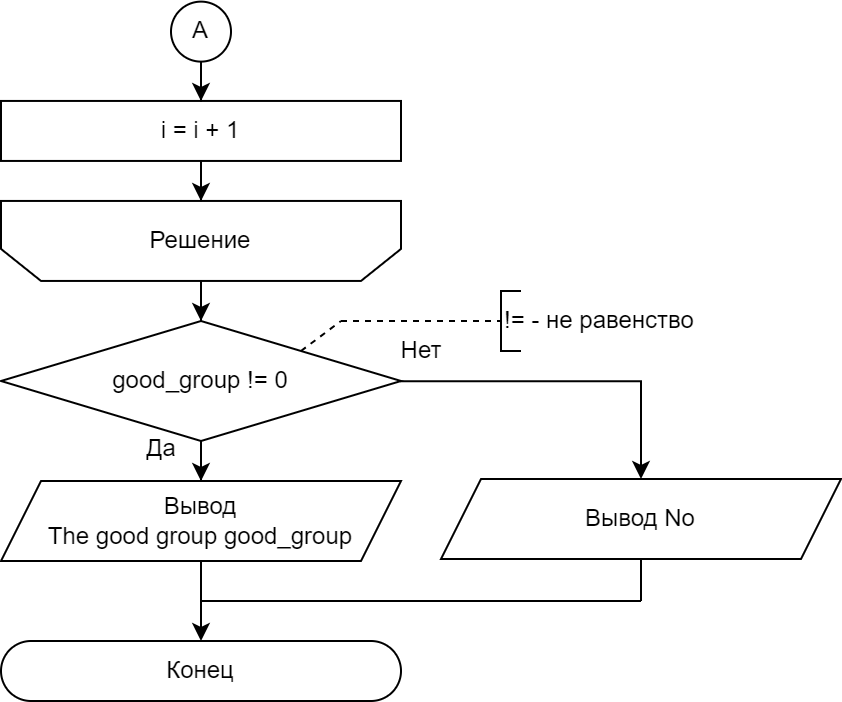 A
i = i + 1
Решение
!= - не равенство
Нет
good_group != 0
Да
Вывод
The good group good_group
Вывод No
Конец